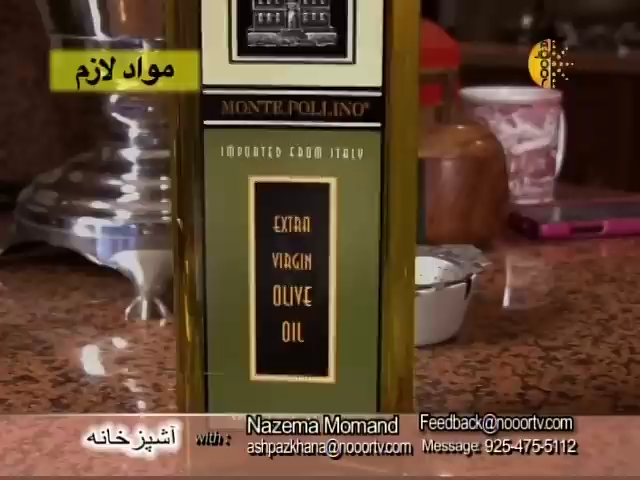 مواد لازم
MONTE POLLINO®
IMPORTED FROM ITALY
EXTRA
VIRGIN
OLIVE
OIL
آشپزخانه with: Nazema Momand Feedback@nooortv.com
ashpazkhana@nooortv.com Message: 925-475-5112